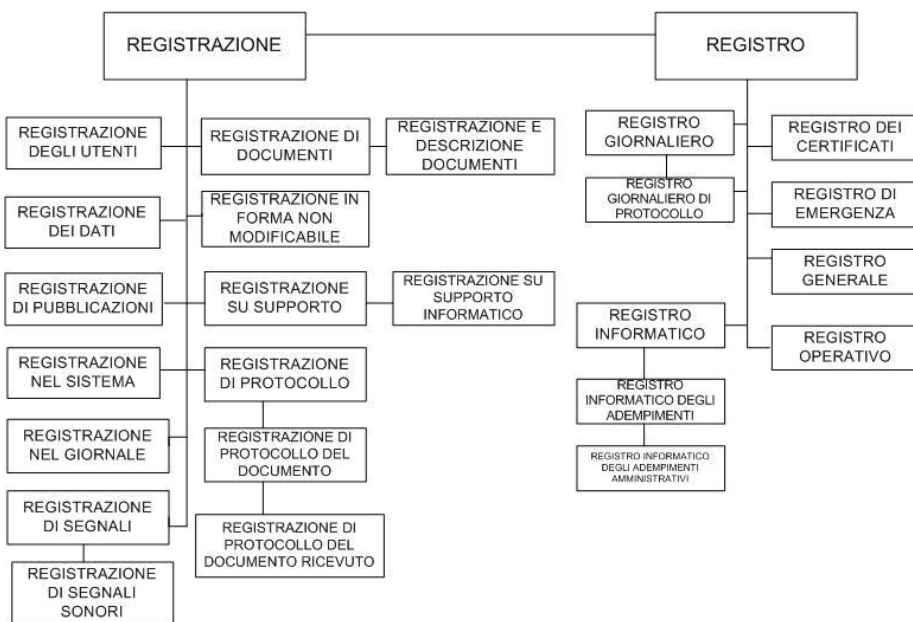 REGISTRAZIONE
REGISTRO
REGISTRAZIONE
DEGLI UTENTI
REGISTRAZIONE DI
DOCUMENTI
REGISTRAZIONE E
DESCRIZIONE
DOCUMENTI
REGISTRAZIONE
DEI DATI
REGISTRAZIONE IN
FORMA NON
MODIFICABILE
REGISTRAZIONE
DI PUBBLICAZIONI
REGISTRAZIONE
SU SUPPORTO
REGISTRAZIONE SU
SUPPORTO
INFORMATICO
REGISTRAZIONE
NEL SISTEMA
REGISTRAZIONE
DI PROTOCOLLO
REGISTRAZIONE
NEL GIORNALE
REGISTRAZIONE DI
PROTOCOLLO DEL
DOCUMENTO
REGISTRAZIONE
DI SEGNALI
REGISTRAZIONE DI
PROTOCOLLO DEL
DOCUMENTO RICEVUTO
REGISTRAZIONE
DI SEGNALI
SONORI
REGISTRO
GIORNALIERO
REGISTRO DEI
CERTIFICATI
REGISTRO
GIORNALIERO DI
PROTOCOLLO
REGISTRO DI
EMERGENZA
REGISTRO
GENERALE
REGISTRO
INFORMATICO
REGISTRO
OPERATIVO
REGISTRO
INFORMATICO DEGLI
ADEMPIMENTI
REGISTRO INFORMATICO
DEGLI ADEMPIMENTI
AMMINISTRATIVI